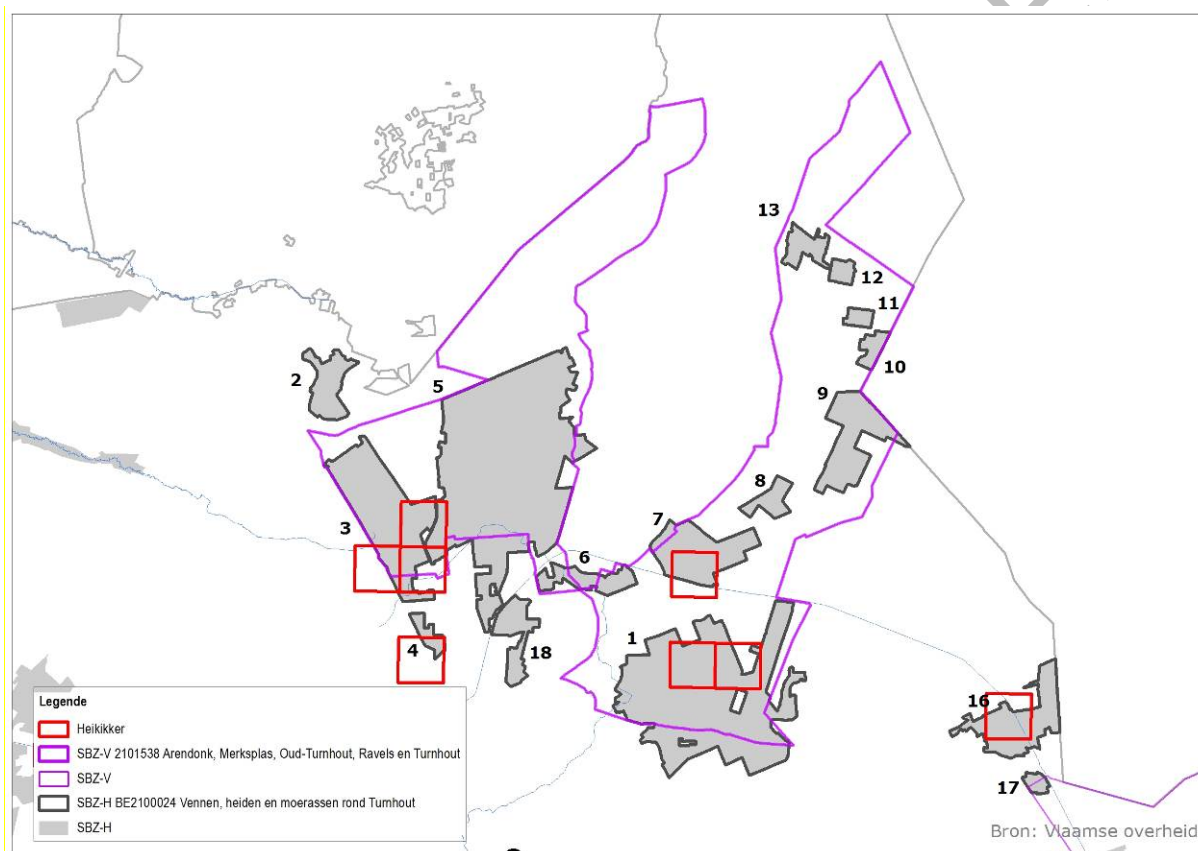 13
12
11
10
2
5
9
8
7
3
6
1
4
18
16
17
Legende
Heikikker
SBZ-V 2101538 Arendonk, Merksplas, Oud-Turnhout, Ravels en Turnhout
SBZ-V
SBZ-H BE2100024 Vennen, heiden en moerassen rond Turnhout
SBZ-H
Bron: Vlaamse overheid